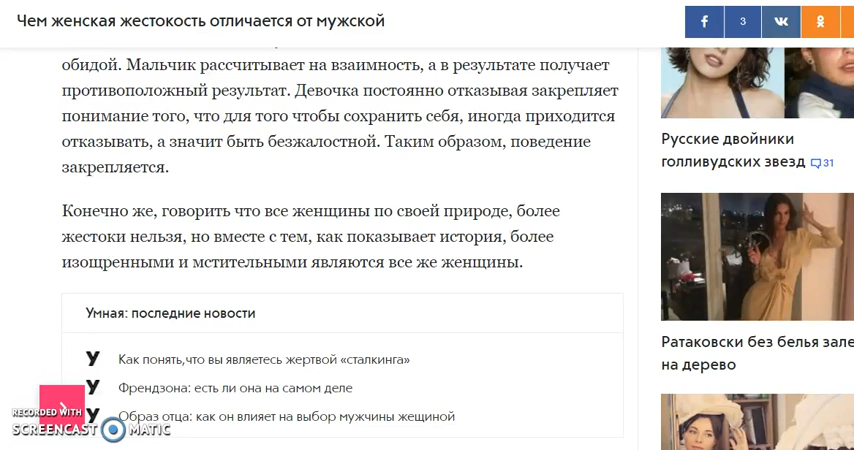 Чем женская жестокость отличается от мужской
3
обидой. Мальчик рассчитывает на взаимность, а в результате получает
противоположный результат. Девочка постоянно отказывая закрепляет
понимание того, что для того чтобы сохранить себя, иногда приходится
отказывать, а значит быть безжалостной. Таким образом, поведение
закрепляется.
Конечно же, говорить что все женщины по своей природе, более
жестоки нельзя, но вместе с тем, как показывает история, более
изощренными и мстительными являются все же женщины.
Умная: последние новости
У Как понять,что вы являетесь жертвой «сталкинга»
У Френдзона: есть ли она на самом деле
У Образ отца: как он влияет на выбор мужчины жещиной
Русские двойники
голливудских звезд 31
Ратаковски без белья зале
на дерево
RECORDED WITH
SCREENCAST MATIC